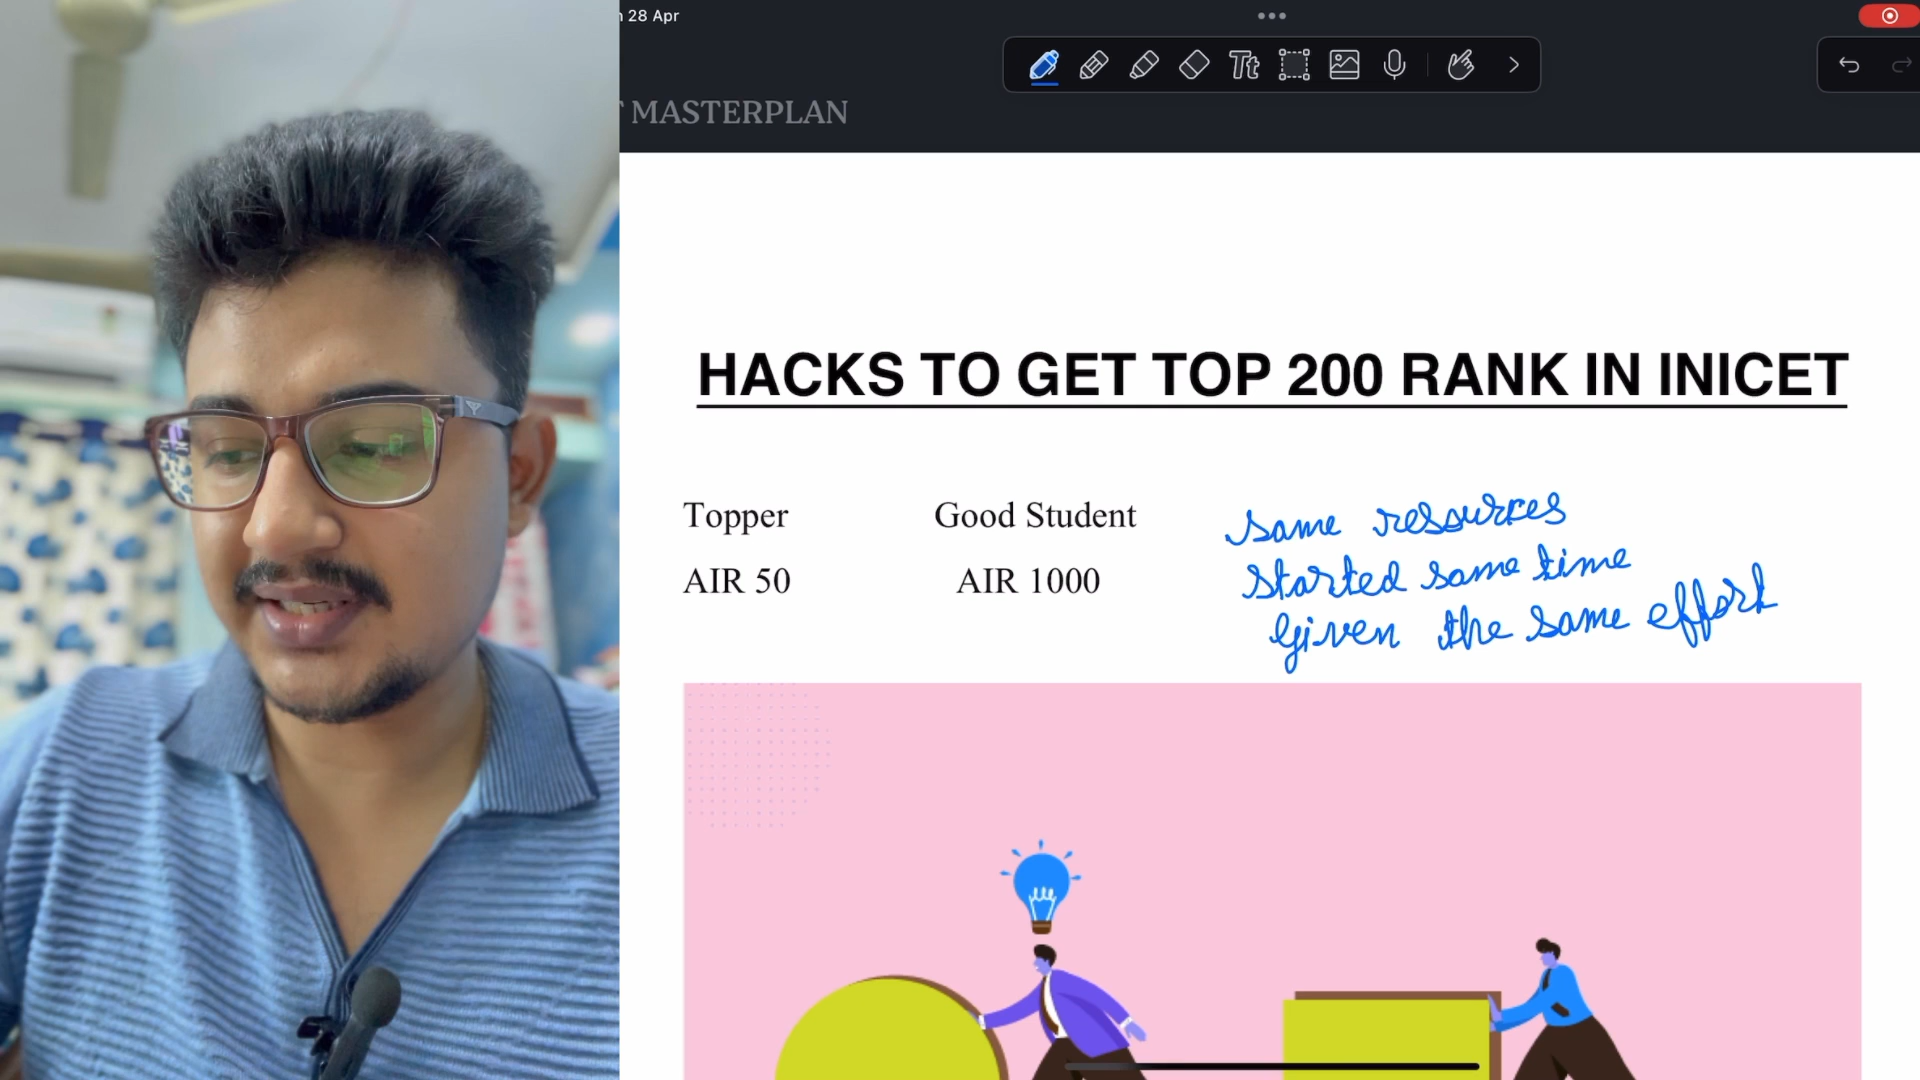 28 Apr
MASTERPLAN
Tt
HACKS TO GET TOP 200 RANK IN INICET
Topper Good Student
AIR 50 AIR 1000
Same resources
Started same time
Given the same effort